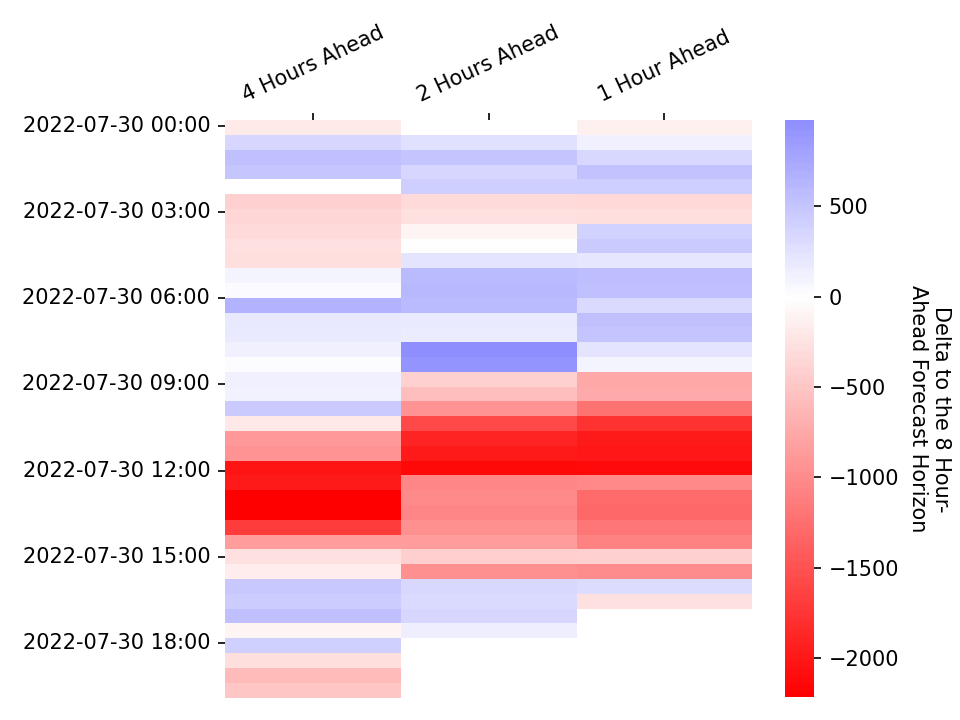 4 Hours Ahead
2 Hours Ahead
1 Hour Ahead
2022-07-30 00:00
2022-07-30 03:00
2022-07-30 06:00
2022-07-30 09:00
2022-07-30 12:00
2022-07-30 15:00
2022-07-30 18:00
500
0
−500
−1000
−1500
−2000
Delta to the 8 Hour-
Ahead Forecast Horizon